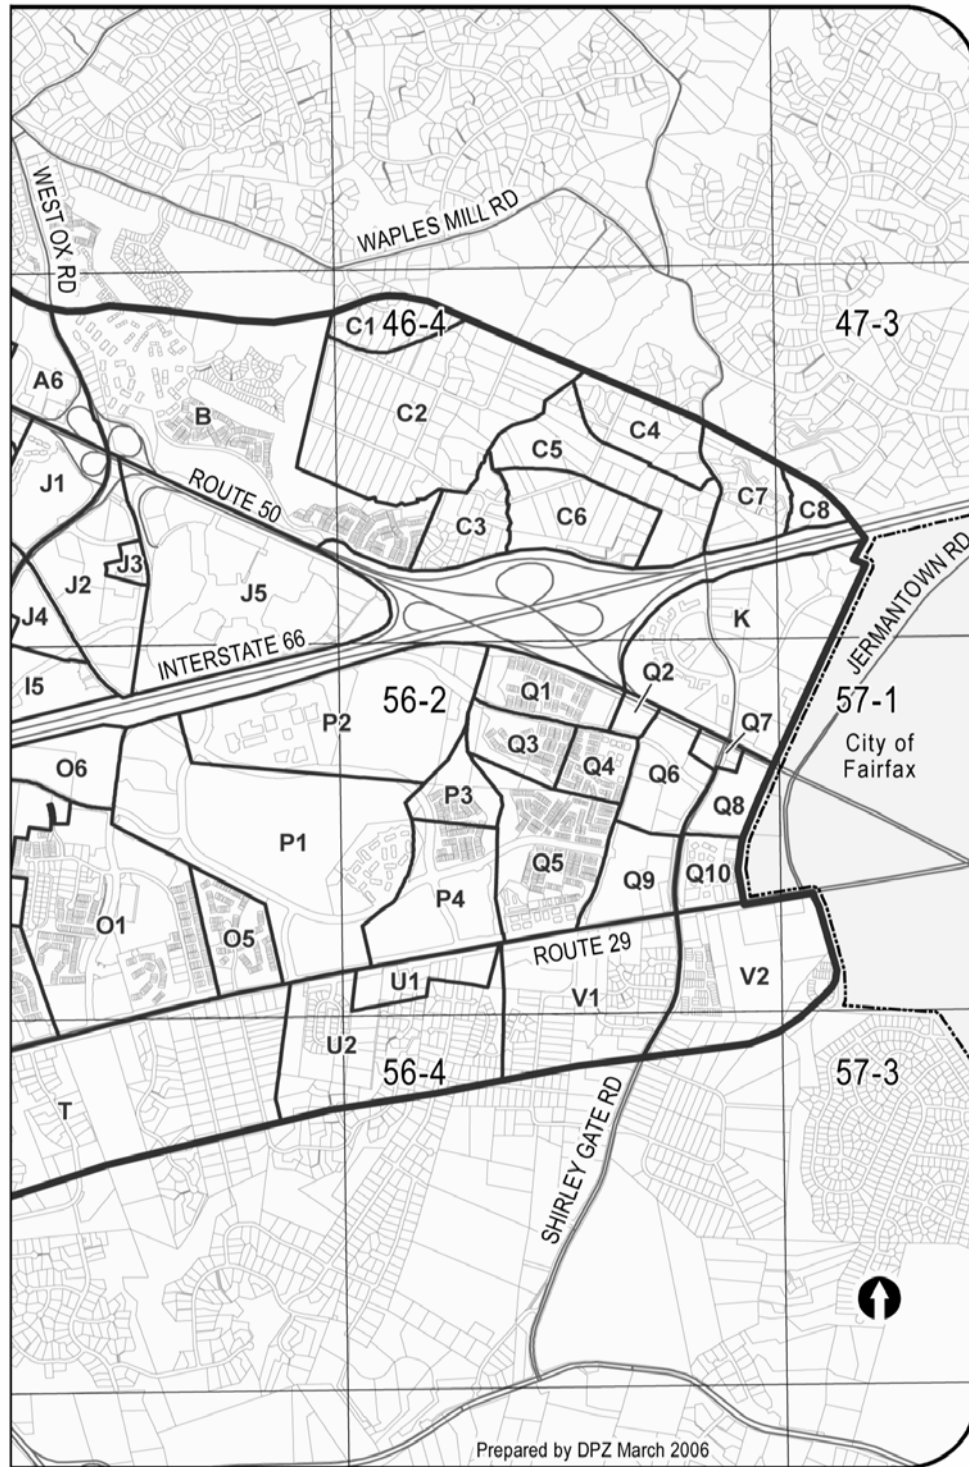 WEST OX RD
WAPLES MILL RD
C1
46-4
47-3
A6
B
C2
C4
C5
J1
ROUTE 50
C7
C8
C3
C6
J3
J2
J5
K
J4
INTERSTATE 66
JERMANTOWN RD
I5
56-2
Q1
Q2
57-1
P2
Q7
Q3
City of
Fairfax
O6
Q4
Q6
P3
Q8
P1
Q5
Q9
Q10
P4
O1
O5
ROUTE 29
U1
V1
V2
U2
56-4
57-3
T
SHIRLEY GATE RD
Prepared by DPZ March 2006